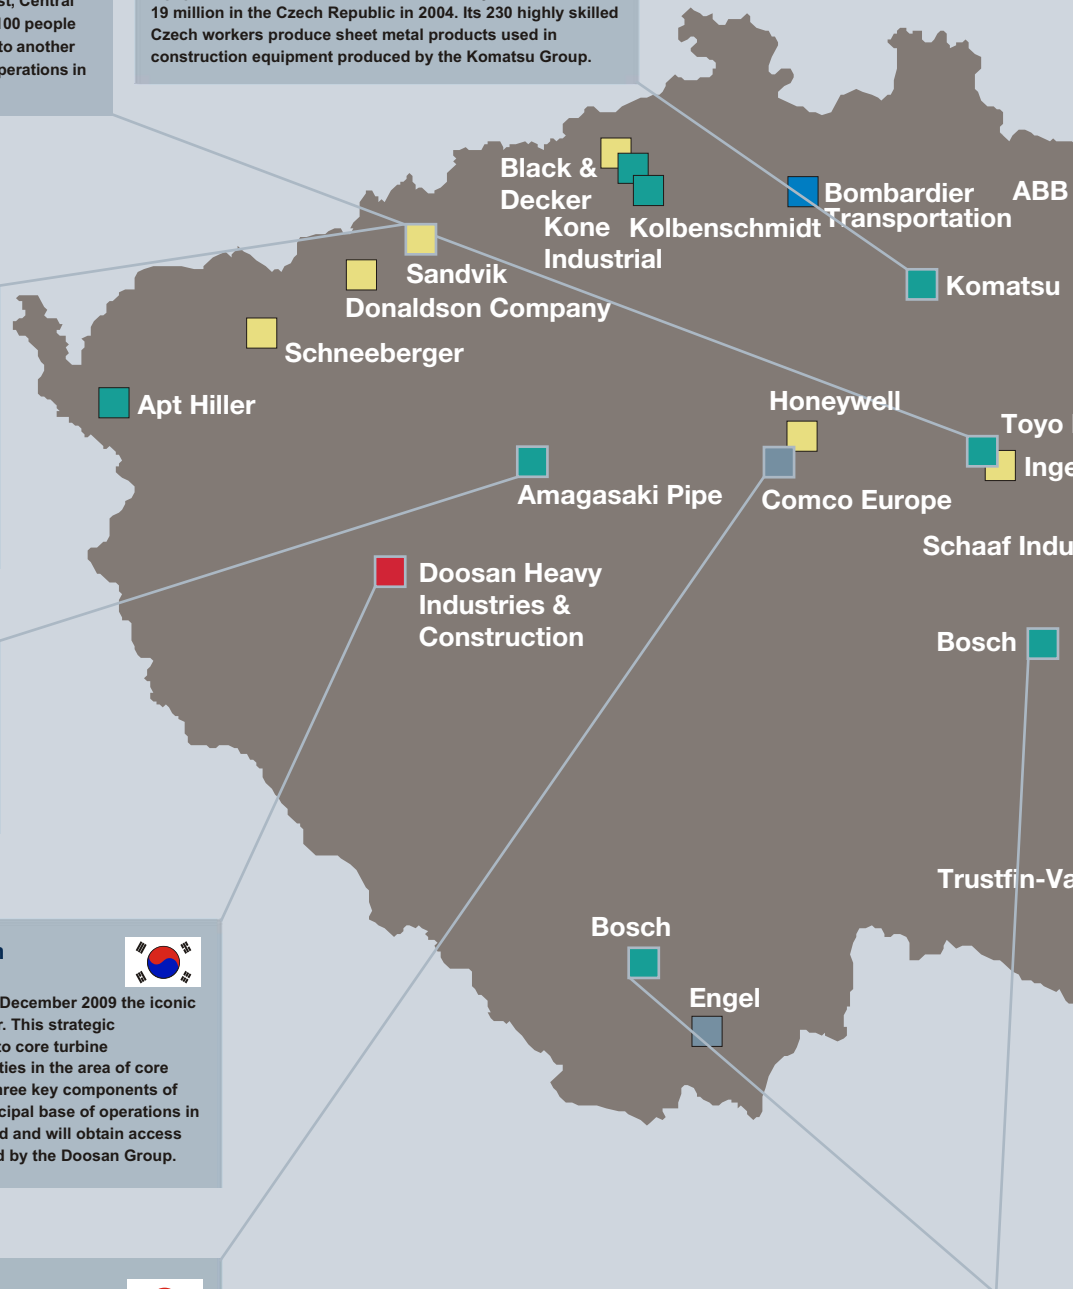 st, Central
100 people
to another
perations in
19 million in the Czech Republic in 2004. Its 230 highly skilled
Czech workers produce sheet metal products used in
construction equipment produced by the Komatsu Group.
Black &
Decker
Kone
Industrial
Kolbenschmidt
Bombardier
Transportation
ABB
Sandvik
Komatsu
Donaldson Company
Schneeberger
Apt Hiller
Honeywell
Toyo
Inge
Amagasaki Pipe
Comco Europe
Schaaf Indu
Doosan Heavy
Industries &
Construction
Bosch
Trustfin-Va
Bosch
Engel
December 2009 the iconic
r. This strategic
to core turbine
ties in the area of core
hree key components of
cipal base of operations in
d and will obtain access
d by the Doosan Group.